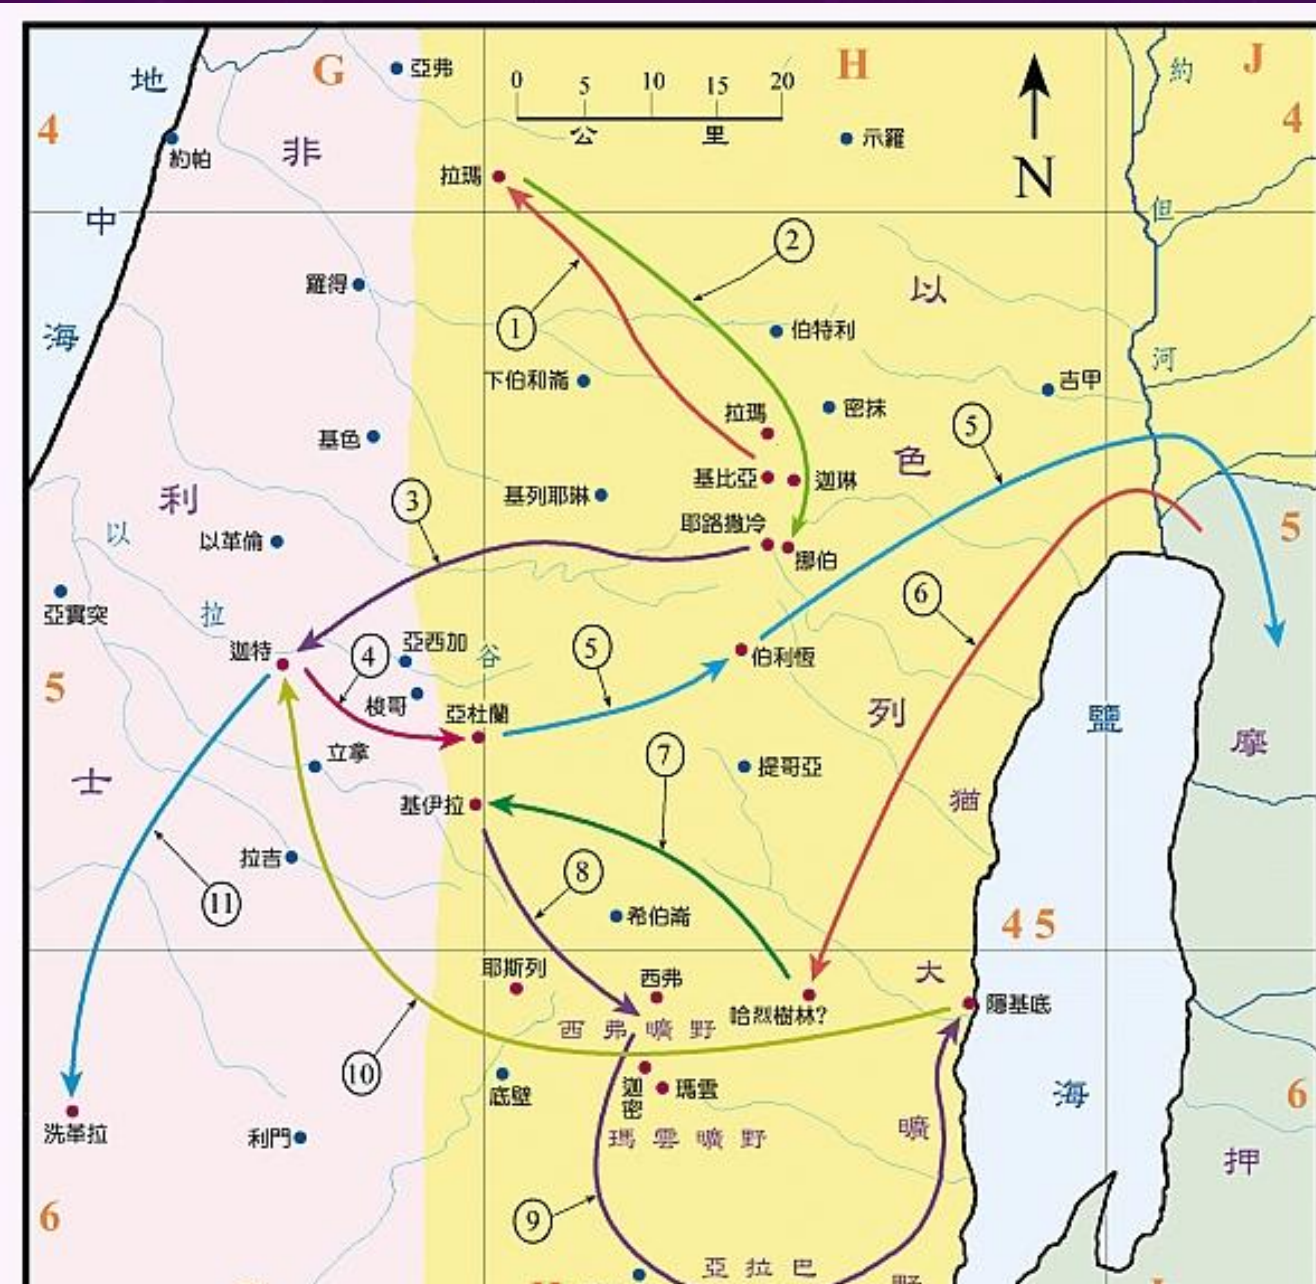 G
H
J
4
4
地
中
海
亞弗
0
5
10
15
20
公 里
N
示羅
約
但
河
約帕
非
利
士
拉瑪
羅得
1
2
以
色
列
伯特利
下伯和崙
吉甲
拉瑪
密抹
基色
基比亞
迦琳
基列耶琳
耶路撒冷
挪伯
3
5
5
以革倫
以
拉
谷
亞實突
迦特
4
亞西加
梭哥
亞杜蘭
5
伯利恆
6
5
立拿
7
提哥亞
猶
大
鹽
海
摩
押
基伊拉
拉吉
11
8
希伯崙
4 5
耶斯列
西弗
哈烈樹林?
隱基底
西弗曠野
10
底壁
迦密
瑪雲
瑪雲曠野
曠
野
洗革拉
利門
6
6
9
亞拉巴